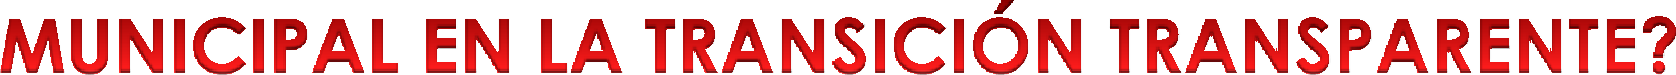 MUNICIPAL EN LA TRANSICIÓN TRANSPARENTE?